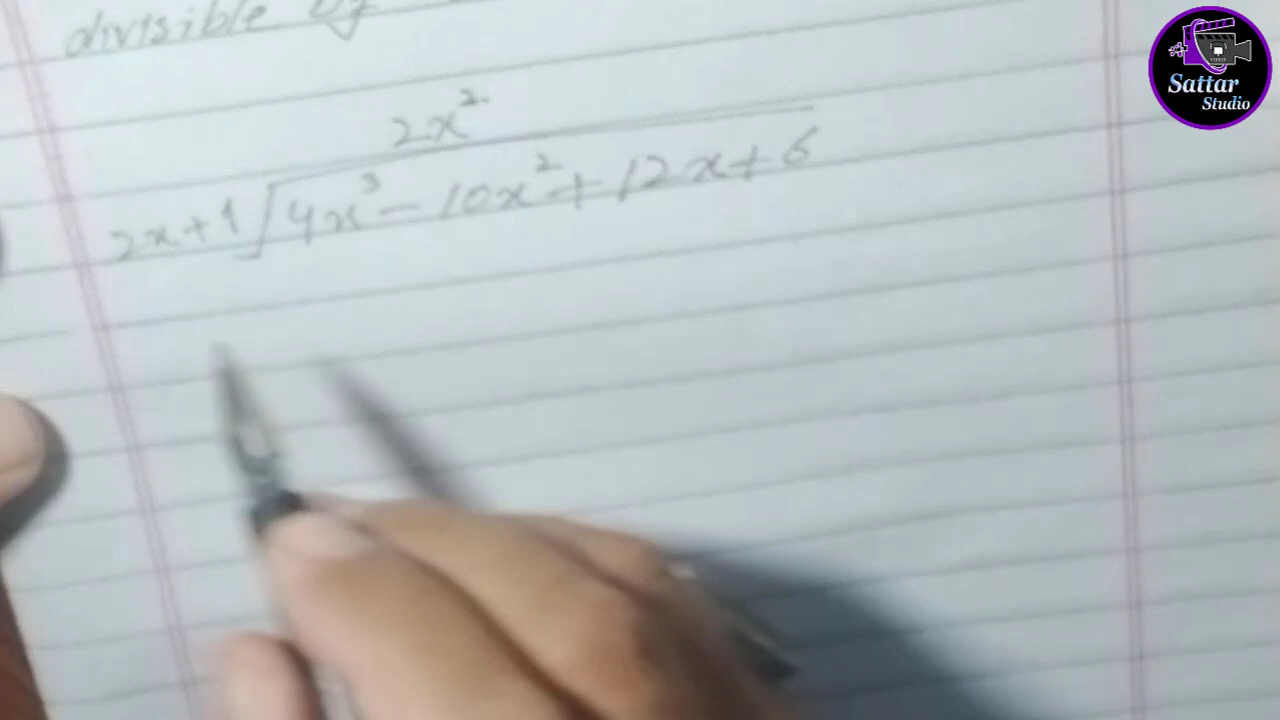 divisible by
2x²
2x+1√4x³-10x²+12x+6
Sattar
Studio